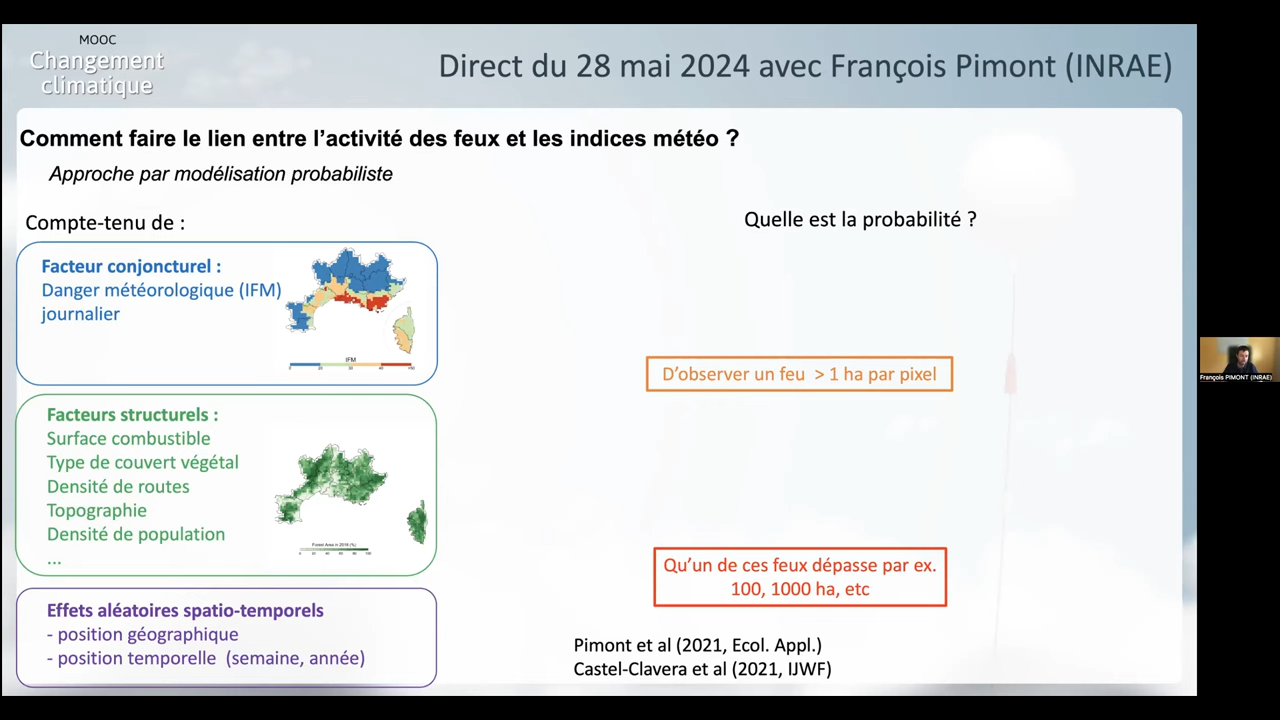 MOOC
Changement
climatique
Direct du 28 mai 2024 avec François Pimont (INRAE)
Comment faire le lien entre l'activité des feux et les indices météo ?
Approche par modélisation probabiliste
Compte-tenu de :
Quelle est la probabilité ?
Facteur conjoncturel :
Danger météorologique (IFM)
journalier
IFM
D'observer un feu > 1 ha par pixel
Facteurs structurels :
Surface combustible
Type de couvert végétal
Densité de routes
Topographie
Densité de population
...
Forest Area in 2018 (%)
Qu'un de ces feux dépasse par ex.
100, 1000 ha, etc
Effets aléatoires spatio-temporels
- position géographique
- position temporelle (semaine, année)
Pimont et al (2021, Ecol. Appl.)
Castel-Clavera et al (2021, IJWF)
François PIMONT (INRAE)